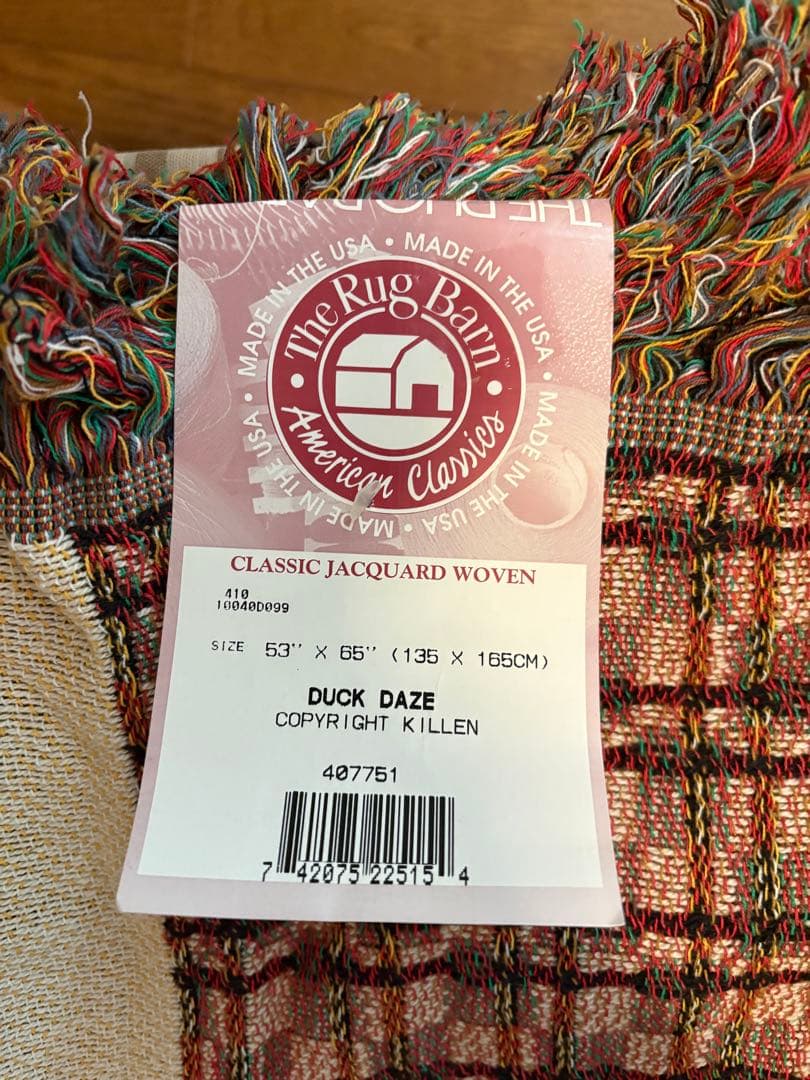 MADE IN THE USA • MADE IN THE USA • MADE IN THE USA • MADE IN THE USA •
The Rug Barn™
American Classics
CLASSIC JACQUARD WOVEN
410
10040D099
SIZE 53" X 65" (135 X 165CM)
DUCK DAZE
COPYRIGHT KILLEN
407751
7 42075 22515 4